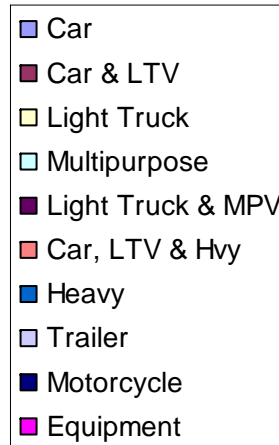 Car
Car & LTV
Light Truck
Multipurpose
Light Truck & MPV
Car, LTV & Hvy
Heavy
Trailer
Motorcycle
Equipment